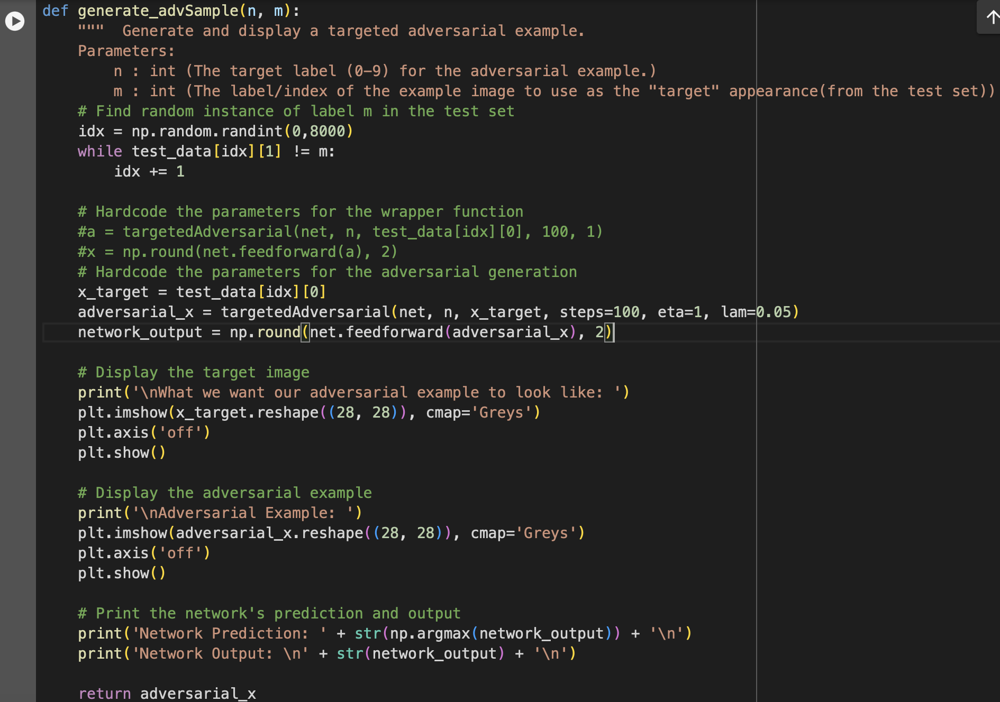 def generate_advSample(n, m):
    """  Generate and display a targeted adversarial example.
    Parameters:
        n : int (The target label (0-9) for the adversarial example.)
        m : int (The label/index of the example image to use as the "target" appearance(from the test set))
    # Find random instance of label m in the test set
    idx = np.random.randint(0,8000)
    while test_data[idx][1] != m:
        idx += 1

    # Hardcode the parameters for the wrapper function
    #a = targetedAdversarial(net, n, test_data[idx][0], 100, 1)
    #x = np.round(net.feedforward(a), 2)
    # Hardcode the parameters for the adversarial generation
    x_target = test_data[idx][0]
    adversarial_x = targetedAdversarial(net, n, x_target, steps=100, eta=1, lam=0.05)
    network_output = np.round(net.feedforward(adversarial_x), 2)

    # Display the target image
    print('\nWhat we want our adversarial example to look like: ')
    plt.imshow(x_target.reshape((28, 28)), cmap='Greys')
    plt.axis('off')
    plt.show()

    # Display the adversarial example
    print('\nAdversarial Example: ')
    plt.imshow(adversarial_x.reshape((28, 28)), cmap='Greys')
    plt.axis('off')
    plt.show()

    # Print the network's prediction and output
    print('Network Prediction: ' + str(np.argmax(network_output)) + '\n')
    print('Network Output: \n' + str(network_output) + '\n')

    return adversarial_x